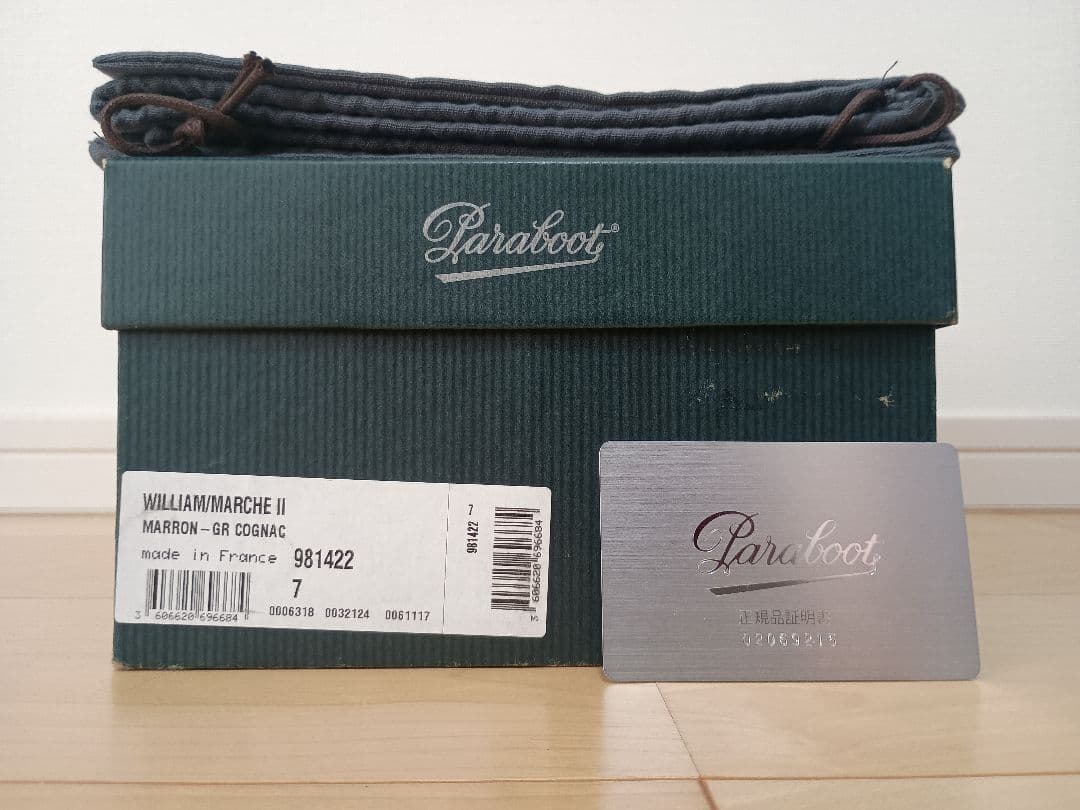 Paraboot®
WILLIAM/MARCHE II
MARRON-GR COGNAC
made in France 981422
7
3 606620 696684
0006318 0032124 0061117
7
981422
3 606620 696684
Paraboot
正規品証明書
02069215